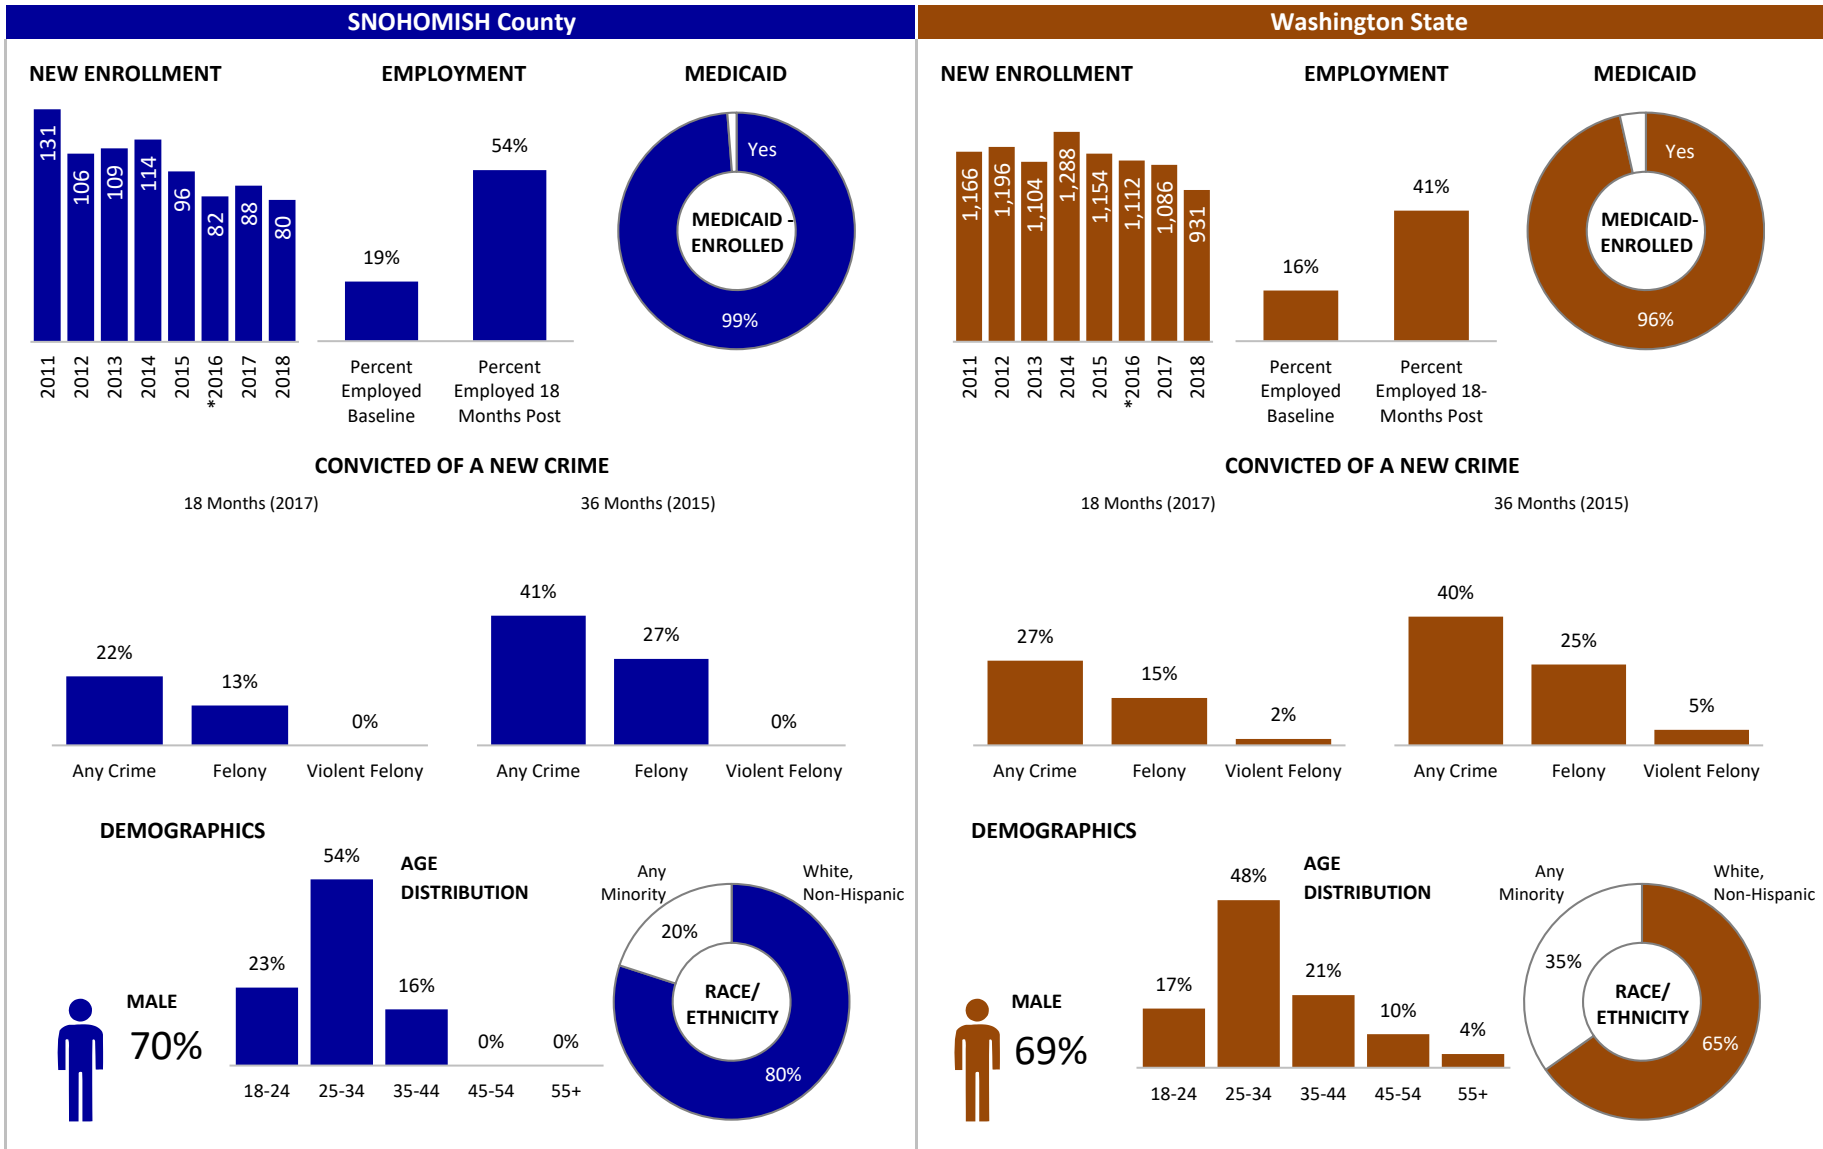 SNOHOMISH County
NEW ENROLLMENT
131
106
109
114
96
82
88
80
2011
2012
2013
2014
2015
*2016
2017
2018
EMPLOYMENT
19%
54%
Percent
Employed
Baseline
Percent
Employed 18
Months Post
MEDICAID
Yes
MEDICAID -
ENROLLED
99%
CONVICTED OF A NEW CRIME
18 Months (2017)
22%
13%
0%
Any Crime
Felony
Violent Felony
36 Months (2015)
41%
27%
0%
Any Crime
Felony
Violent Felony
DEMOGRAPHICS
MALE
70%
AGE
DISTRIBUTION
23%
54%
16%
0%
0%
18-24
25-34
35-44
45-54
55+
Any
Minority
White,
Non-Hispanic
20%
RACE/
ETHNICITY
80%
Washington State
NEW ENROLLMENT
1,166
1,196
1,104
1,288
1,154
1,112
1,086
931
2011
2012
2013
2014
2015
*2016
2017
2018
EMPLOYMENT
16%
41%
Percent
Employed
Baseline
Percent
Employed 18-
Months Post
MEDICAID
Yes
MEDICAID-
ENROLLED
96%
CONVICTED OF A NEW CRIME
18 Months (2017)
27%
15%
2%
Any Crime
Felony
Violent Felony
36 Months (2015)
40%
25%
5%
Any Crime
Felony
Violent Felony
DEMOGRAPHICS
MALE
69%
AGE
DISTRIBUTION
17%
48%
21%
10%
4%
18-24
25-34
35-44
45-54
55+
Any
Minority
White,
Non-Hispanic
35%
RACE/
ETHNICITY
65%